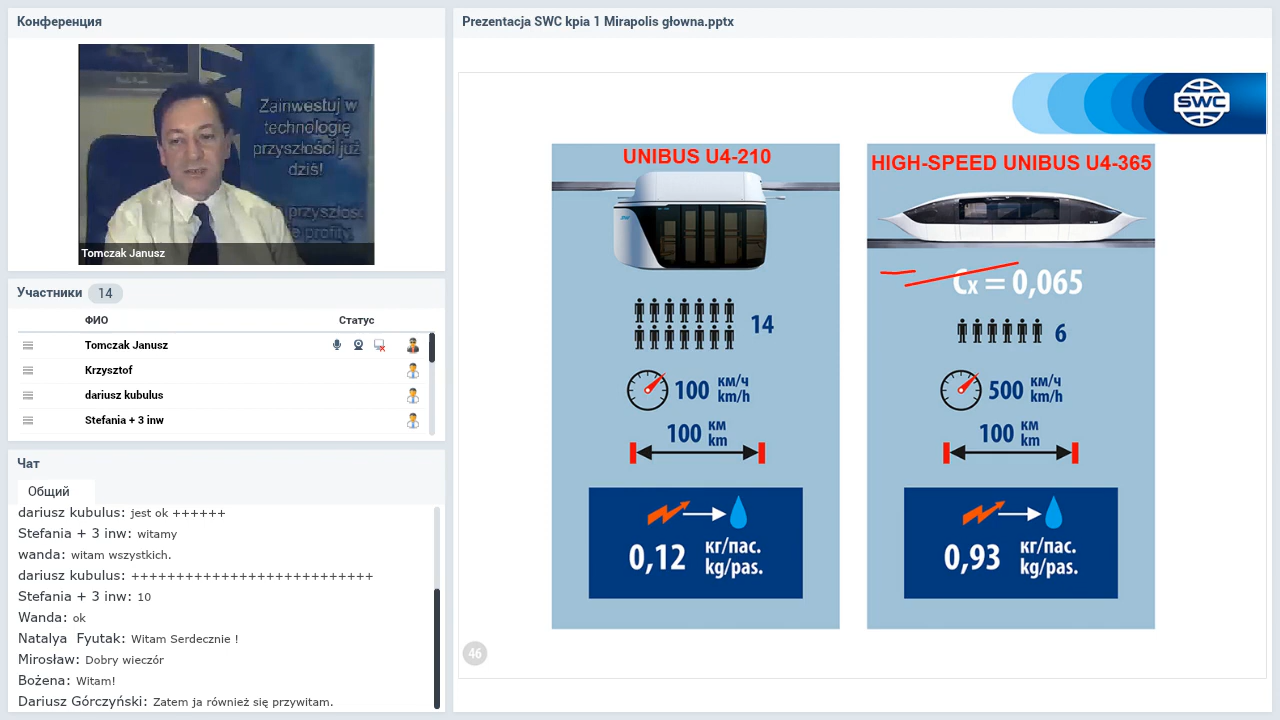 Конференция
Zainwestuj w
technologię
przyszłości już
dziś!
Tomczak Janusz
Участники 14
ФИО Статус
Tomczak Janusz
Krzysztof
dariusz kubulus
Stefania + 3 inw
Чат
Общий
dariusz kubulus: jest ok ++++++
Stefania + 3 inw: witamy
wanda: witam wszystkich.
dariusz kubulus: +++++++++++++++++++++++++++
Stefania + 3 inw: 10
Wanda: ok
Natalya Fyutak: Witam Serdecznie !
Mirosław: Dobry wieczór
Bożena: Witam!
Dariusz Górczyński: Zatem ja również się przywitam.
Prezentacja SWC kpia 1 Mirapolis głowna.pptx
SWC
UNIBUS U4-210
14
100 км/ч
km/h
100 км
km
0,12 кг/пас.
kg/pas.
HIGH-SPEED UNIBUS U4-365
Cx = 0,065
6
500 км/ч
km/h
100 км
km
0,93 кг/пас.
kg/pas.
46